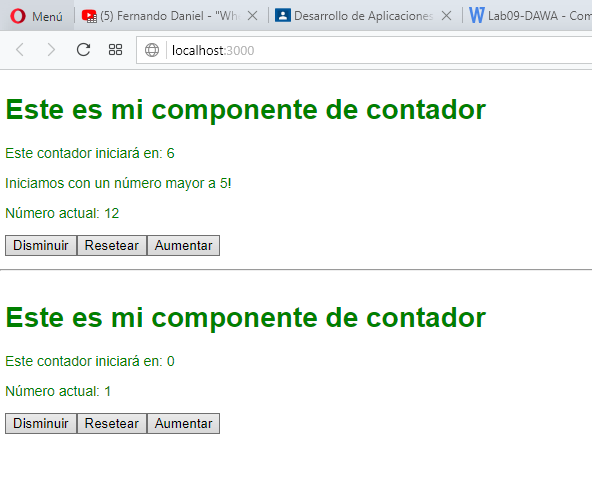 Menú
(5) Fernando Daniel - "Whe
Desarrollo de Aplicaciones
Lab09-DAWA - Com
localhost:3000
Este es mi componente de contador
Este contador iniciará en: 6
Iniciamos con un número mayor a 5!
Número actual: 12
Disminuir Resetear Aumentar
Este es mi componente de contador
Este contador iniciará en: 0
Número actual: 1
Disminuir Resetear Aumentar